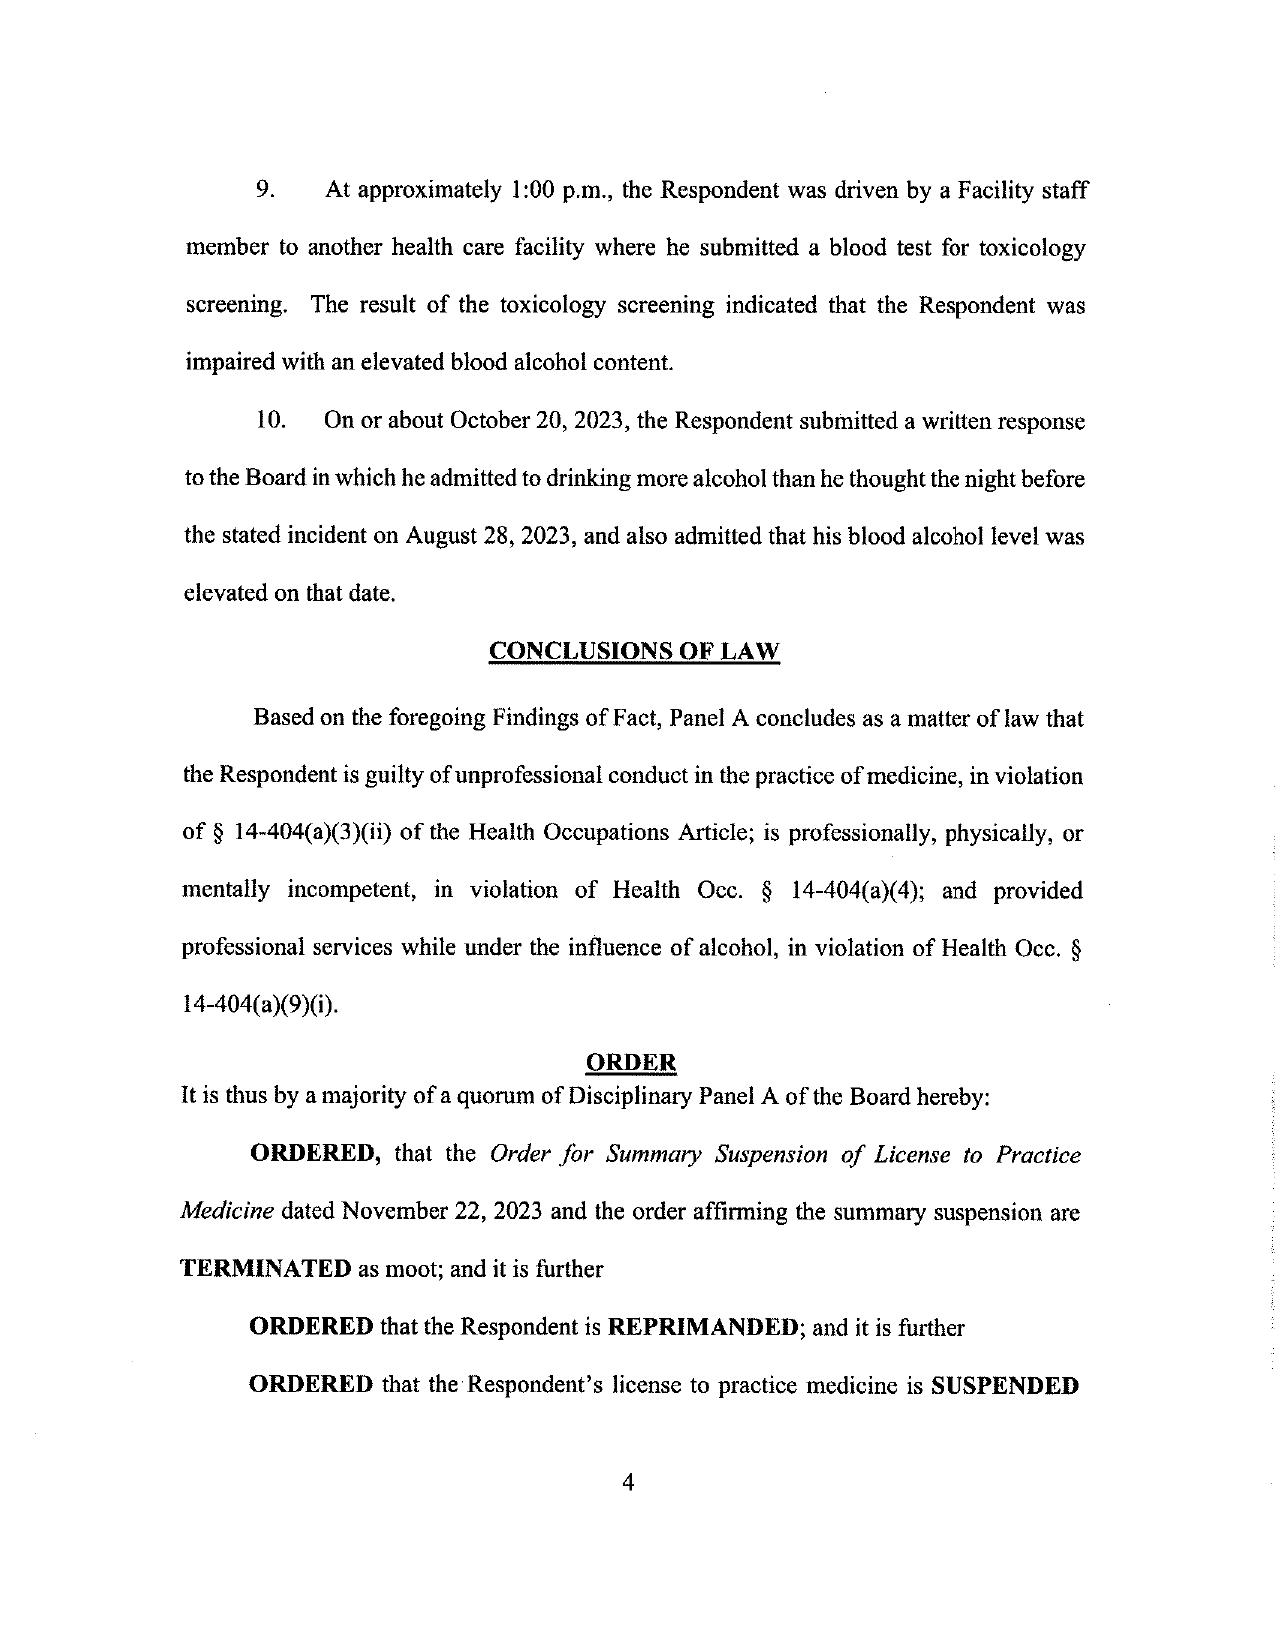 9. At approximately 1:00 p.m., the Respondent was driven by a Facility staff
member to another health care facility where he submitted a blood test for toxicology
screening. The result of the toxicology screening indicated that the Respondent was
impaired with an elevated blood alcohol content.
10. On or about October 20, 2023, the Respondent submitted a written response
to the Board in which he admitted to drinking more alcohol than he thought the night before
the stated incident on August 28, 2023, and also admitted that his blood alcohol level was
elevated on that date.
CONCLUSIONS OF LAW
Based on the foregoing Findings of Fact, Panel A concludes as a matter of law that
the Respondent is guilty of unprofessional conduct in the practice of medicine, in violation
of § 14-404(a)(3)(ii) of the Health Occupations Article; is professionally, physically, or
mentally incompetent, in violation of Health Occ. § 14-404(a)(4); and provided
professional services while under the influence of alcohol, in violation of Health Occ. §
14-404(a)(9)(i).
ORDER
It is thus by a majority of a quorum of Disciplinary Panel A of the Board hereby:
ORDERED, that the Order for Summary Suspension of License to Practice
Medicine dated November 22, 2023 and the order affirming the summary suspension are
TERMINATED as moot; and it is further
ORDERED that the Respondent is REPRIMANDED; and it is further
ORDERED that the Respondent's license to practice medicine is SUSPENDED
4